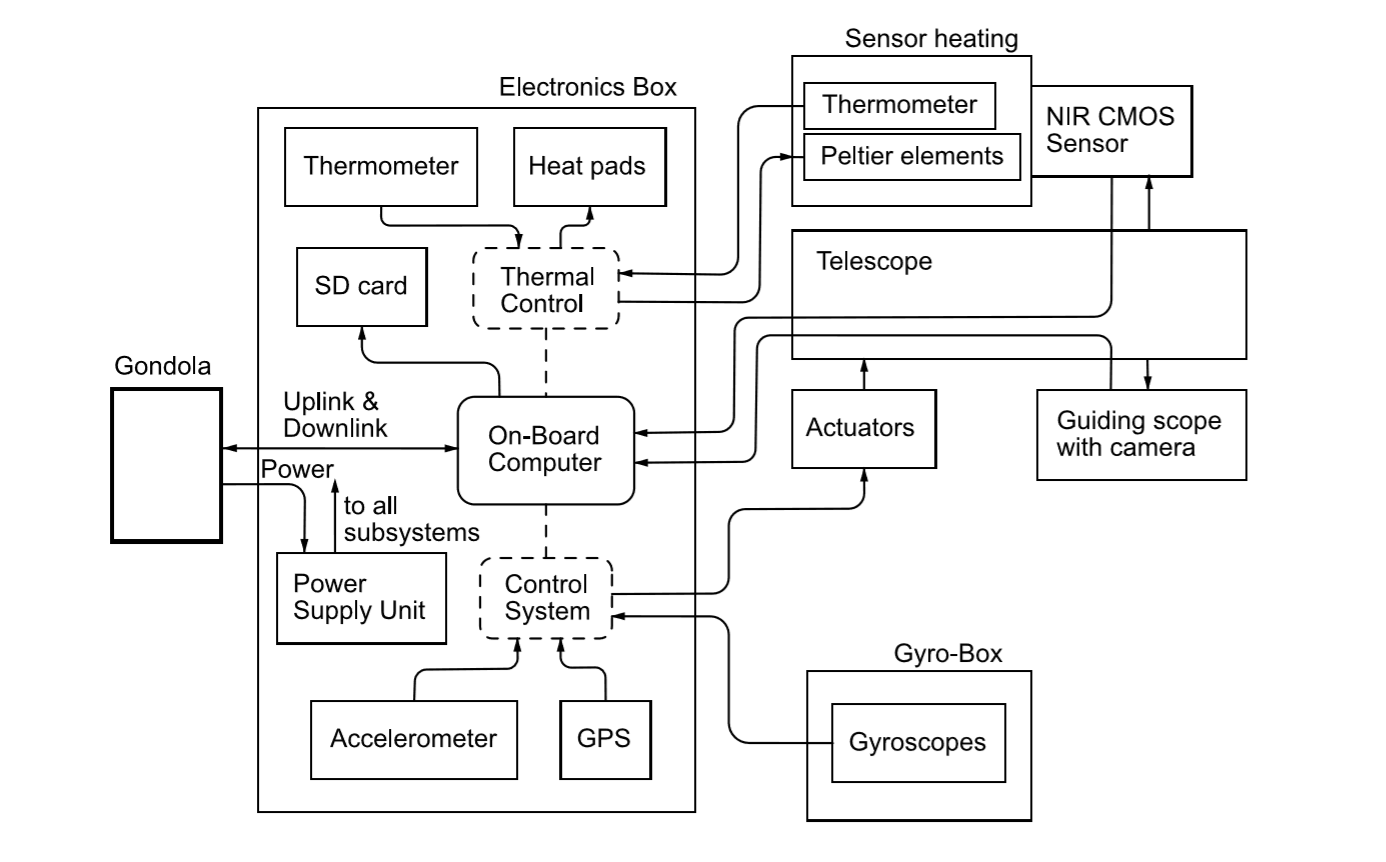 Sensor heating
Electronics Box
Thermometer
NIR CMOS
Sensor
Peltier elements
Thermometer
Heat pads
Telescope
SD card
Thermal
Control
Gondola
Uplink &
Downlink
On-Board
Computer
Actuators
Guiding scope
with camera
Power
to all
subsystems
Power
Supply Unit
Control
System
Gyro-Box
Accelerometer
GPS
Gyroscopes